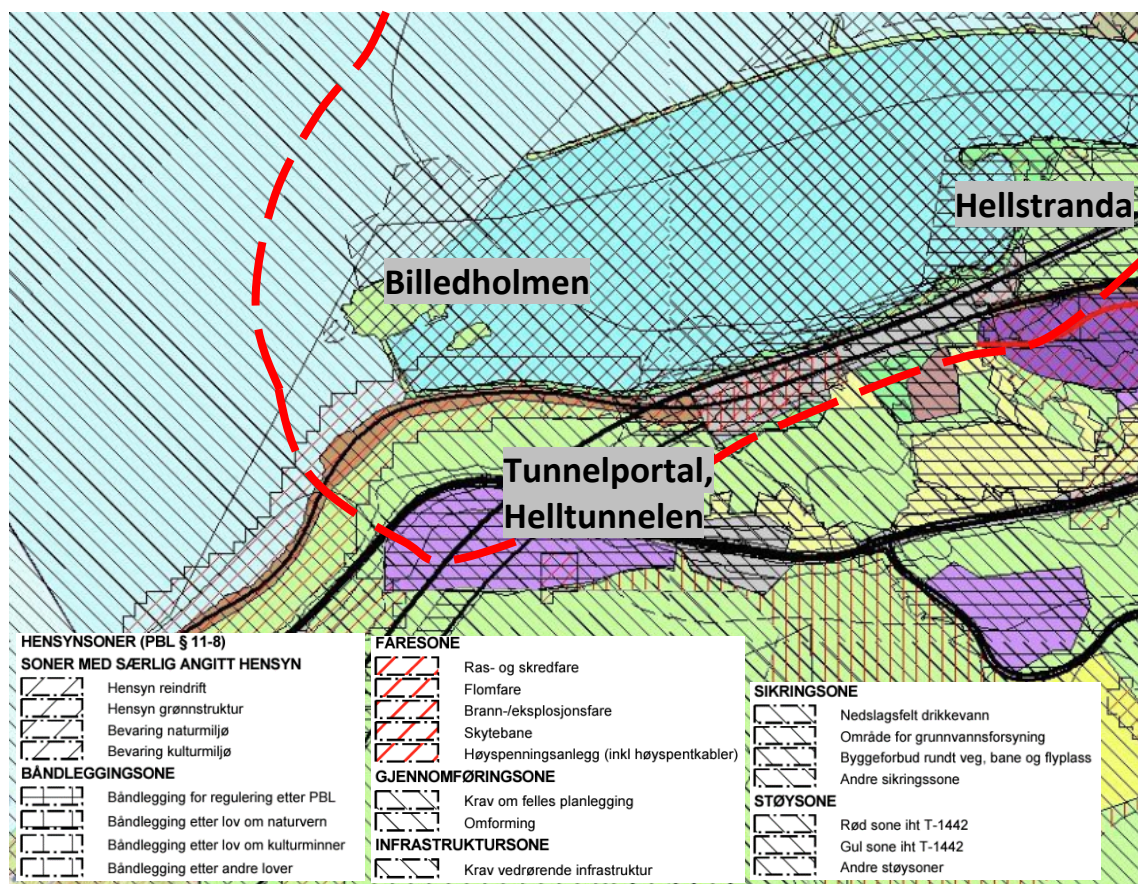 Hellstranda
Billedholmen
Tunnelportal,
Helltunnelen
HENSYNSONER (PBL § 11-8)
SONER MED SÆRLIG ANGITT HENSYN
Hensyn reindrift
Hensyn grønnstruktur
Bevaring naturmiljø
Bevaring kulturmiljø
BÅNDLEGGINGSONE
Båndlegging for regulering etter PBL
Båndlegging etter lov om naturvern
Båndlegging etter lov om kulturminner
Båndlegging etter andre lover
FARESONE
Ras- og skredfare
Flomfare
Brann-/eksplosjonsfare
Skytebane
Høyspenningsanlegg (inkl høyspentkabler)
GJENNOMFØRINGSONE
Krav om felles planlegging
Omforming
INFRASTRUKTURSONE
Krav vedrørende infrastruktur
SIKRINGSONE
Nedslagsfelt drikkevann
Område for grunnvannsforsyning
Byggeforbud rundt veg, bane og flyplass
Andre sikringssone
STØYSONE
Rød sone iht T-1442
Gul sone iht T-1442
Andre støysoner